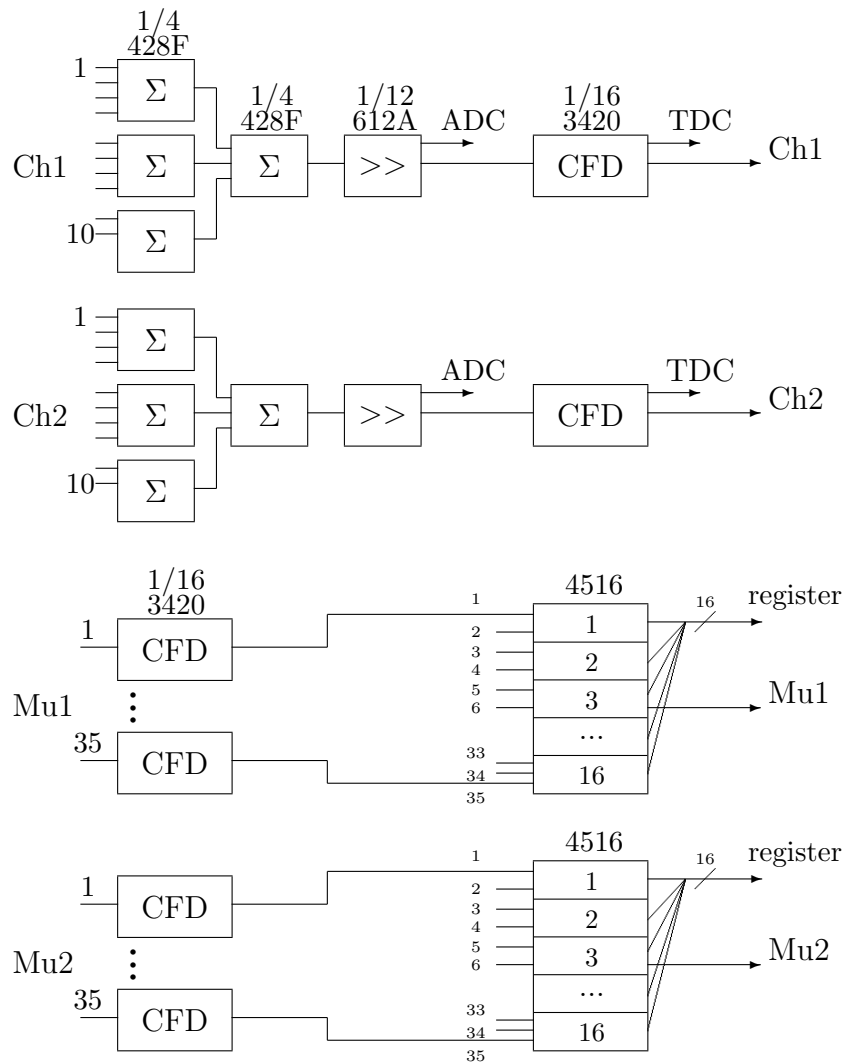 1/4
428F
1
Σ
1/4
428F
1/12
612A
ADC
1/16
3420
TDC
Ch1
Σ
Σ
>>
CFD
Ch1
10
Σ
1
Σ
ADC
TDC
Ch2
Σ
Σ
>>
CFD
Ch2
10
Σ
1/16
3420
4516
1
CFD
1
2
3
4
5
6
33
34
35
1
2
3
...
16
16
register
Mu1
⋮
Mu1
35
CFD
4516
1
CFD
1
2
3
4
5
6
33
34
35
1
2
3
...
16
16
register
Mu2
⋮
Mu2
35
CFD